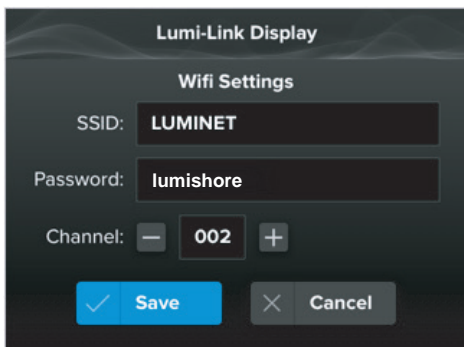 Lumi-Link Display
Wifi Settings
SSID: LUMINET
Password: lumishore
Channel: − 002 +
Save Cancel